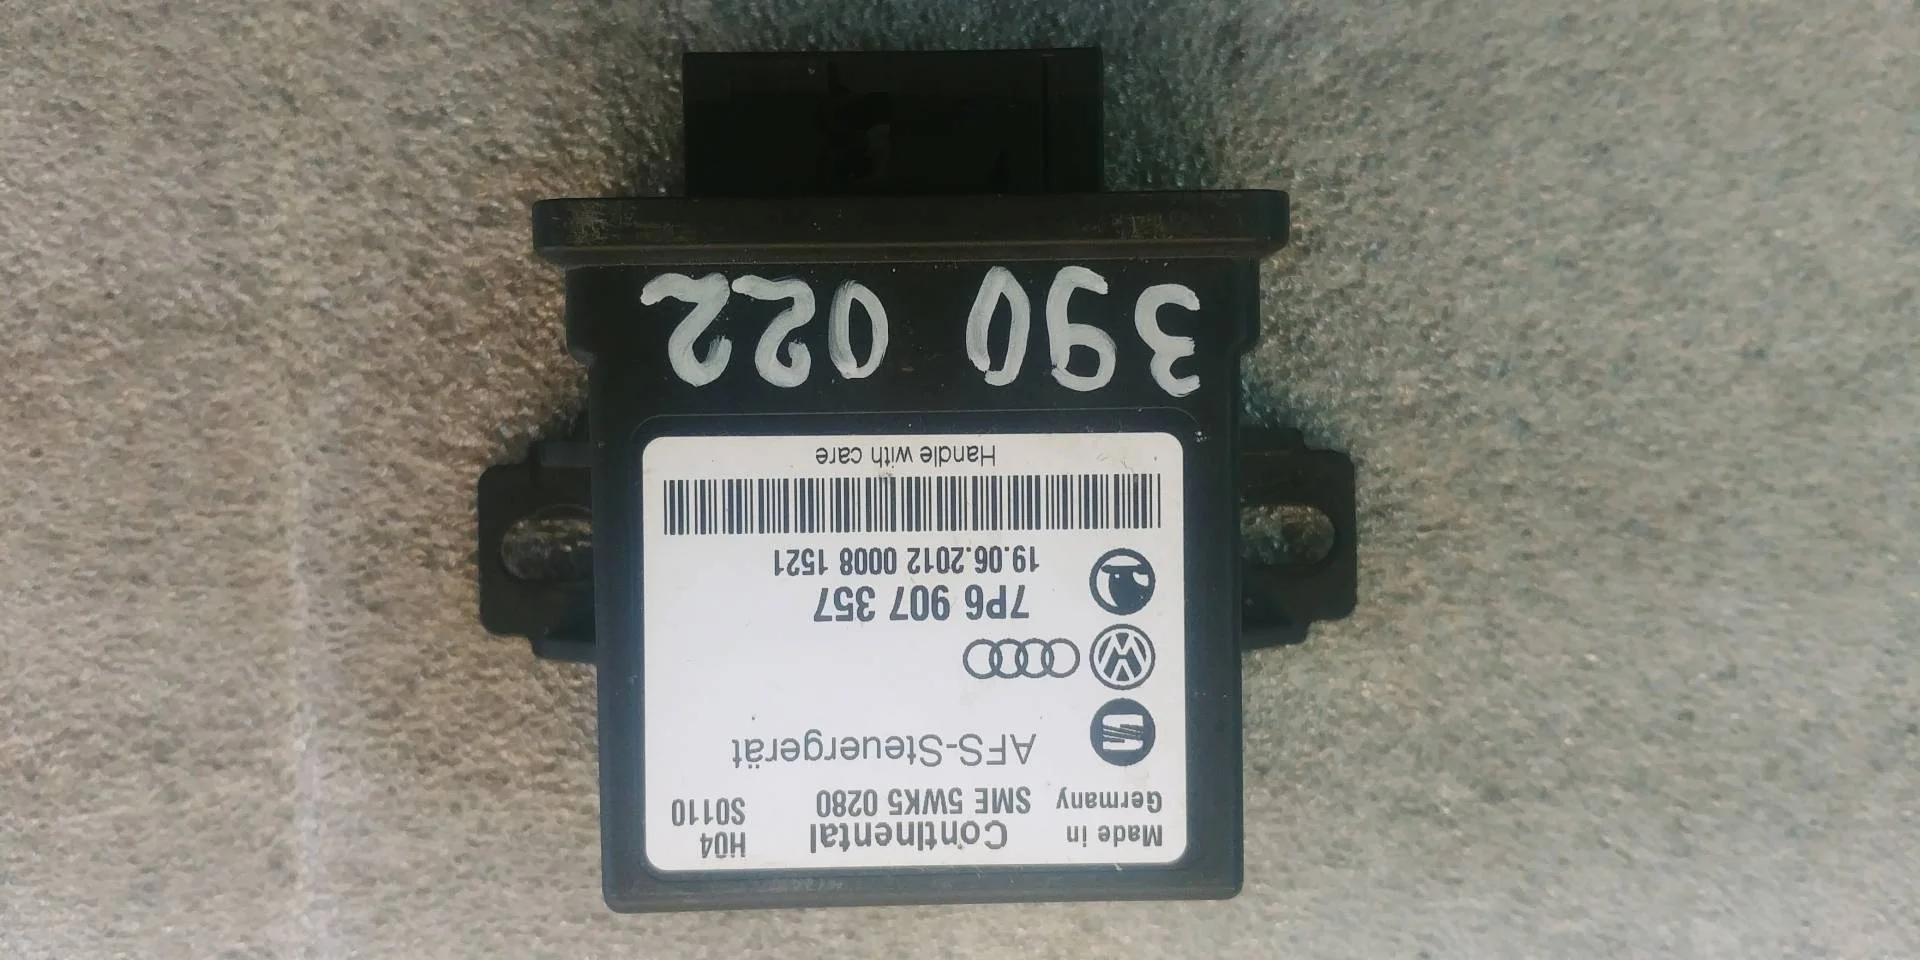 Made in Germany
Continental
SME 5WK5 0280
H04
S0110
AFS-Steuergerät
7P6 907 357
19.06.2012 0008 1521
Handle with care
390 022